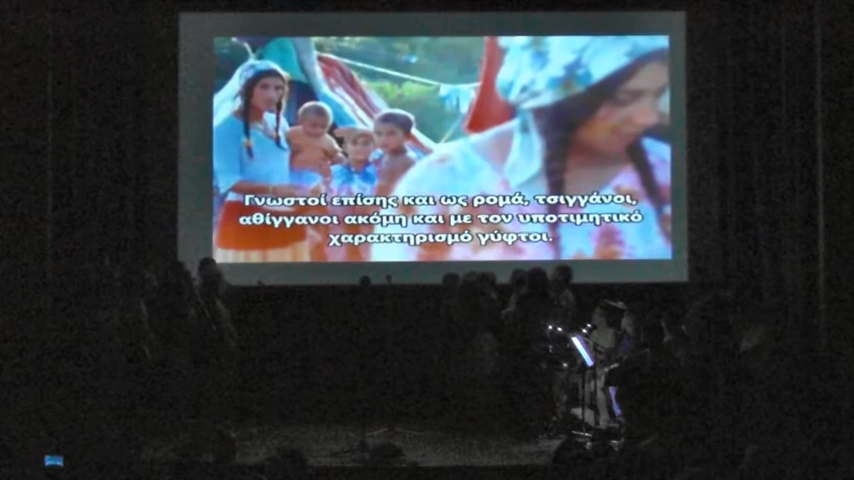 Γνωστοί επίσης και ως ρομά, τσιγγάνοι,
αθίγγανοι ακόμη και με τον υποτιμητικό
χαρακτηρισμό γύφτοι.